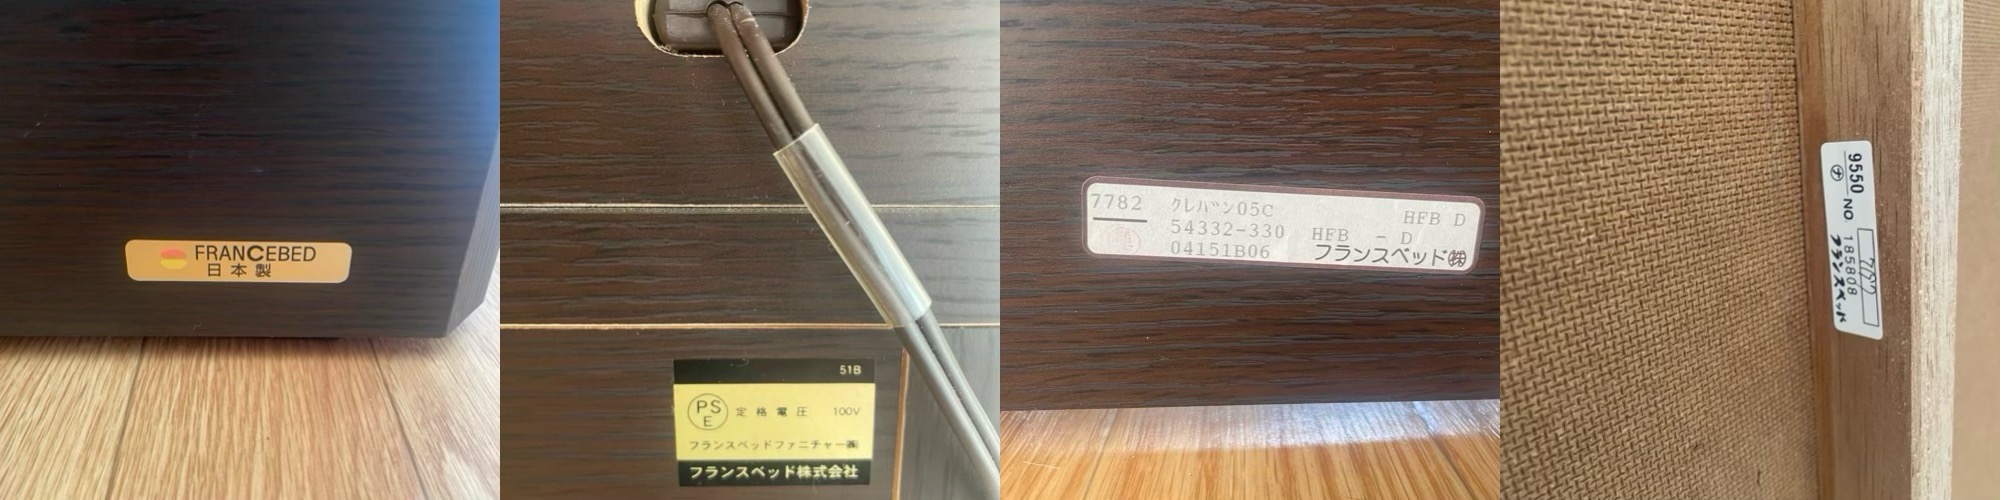 FRANCEBED
日本製
51B
PS
E
定格電圧 100V
フランスベッドファニチャー㈱
フランスベッド株式会社
7782 クレバン05C HFB D
54332-330 HFB - D
04151B06 フランスベッド㈱
9550 NO.
㋤ 185808
フランスベッド